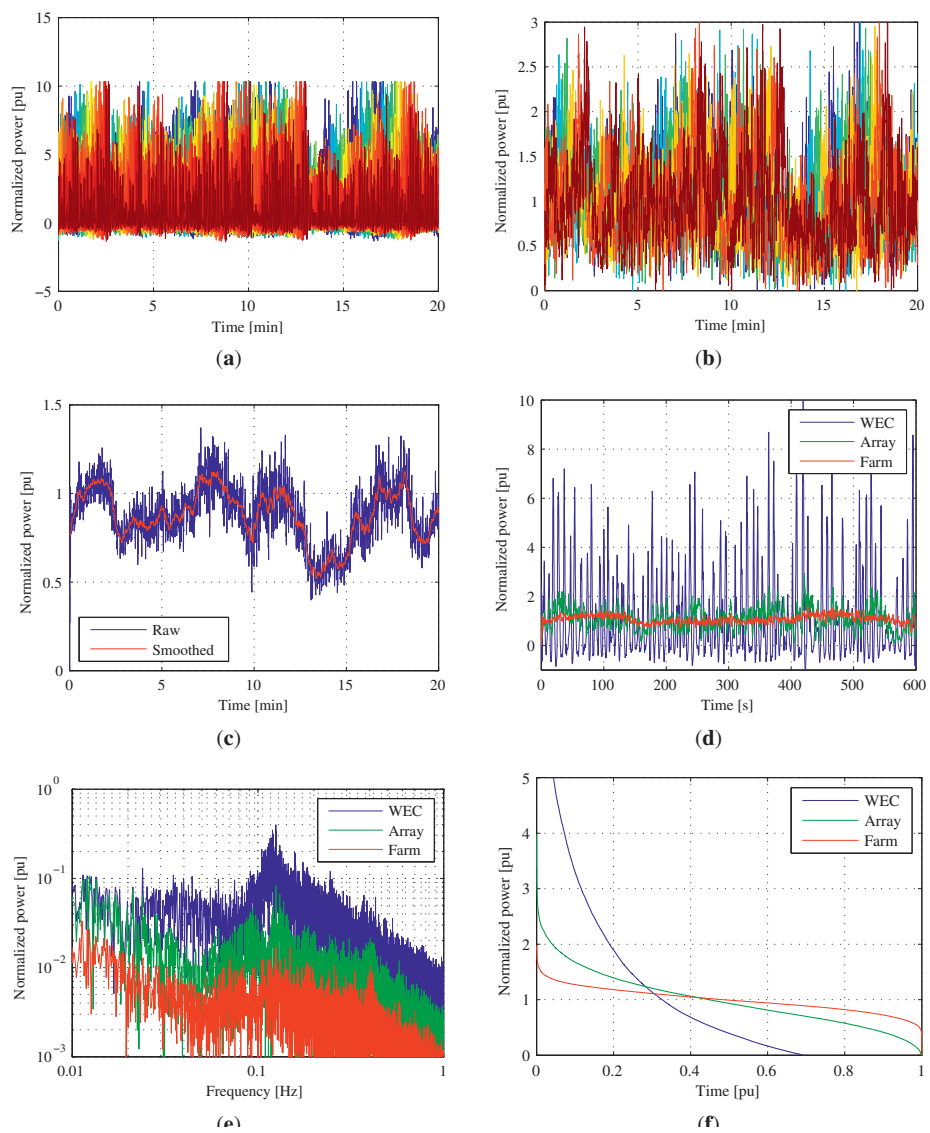 15
10
5
0
−5
Normalized power [pu]
0 5 10 15 20
Time [min]
(a)
3
2.5
2
1.5
1
0.5
0
Normalized power [pu]
0 5 10 15 20
Time [min]
(b)
1.5
1
0.5
0
Normalized power [pu]
Raw
Smoothed
0 5 10 15 20
Time [min]
(c)
10
8
6
4
2
0
Normalized power [pu]
WEC
Array
Farm
0 100 200 300 400 500 600
Time [s]
(d)
10^0
10^−1
10^−2
10^−3
Normalized power [pu]
WEC
Array
Farm
0.01 0.1 1
Frequency [Hz]
(e)
5
4
3
2
1
0
Normalized power [pu]
WEC
Array
Farm
0 0.2 0.4 0.6 0.8 1
Time [pu]
(f)